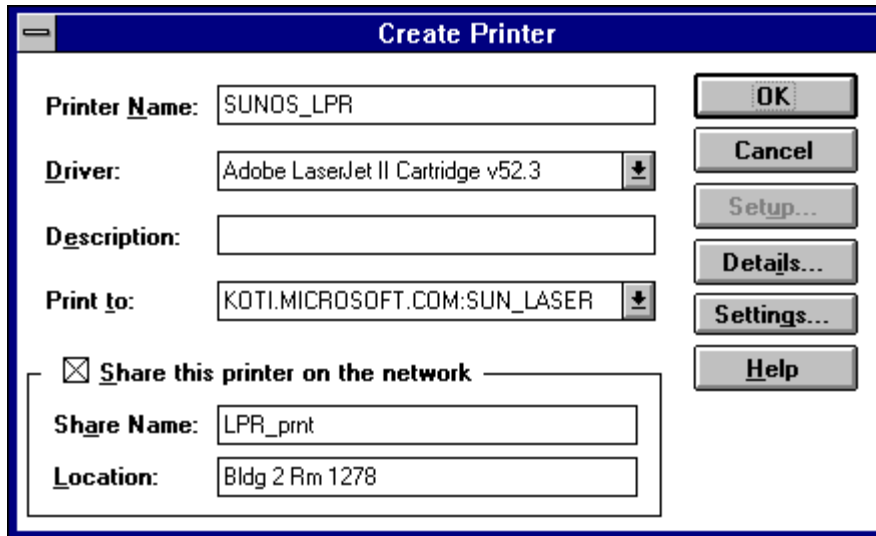 Create Printer
Printer Name: SUNOS_LPR
OK
Driver: Adobe LaserJet II Cartridge v52.3
Cancel
Setup...
Description:
Details...
Print to: KOTI.MICROSOFT.COM:SUN_LASER
Settings...
Share this printer on the network
Help
Share Name: LPR_prnt
Location: Bldg 2 Rm 1278